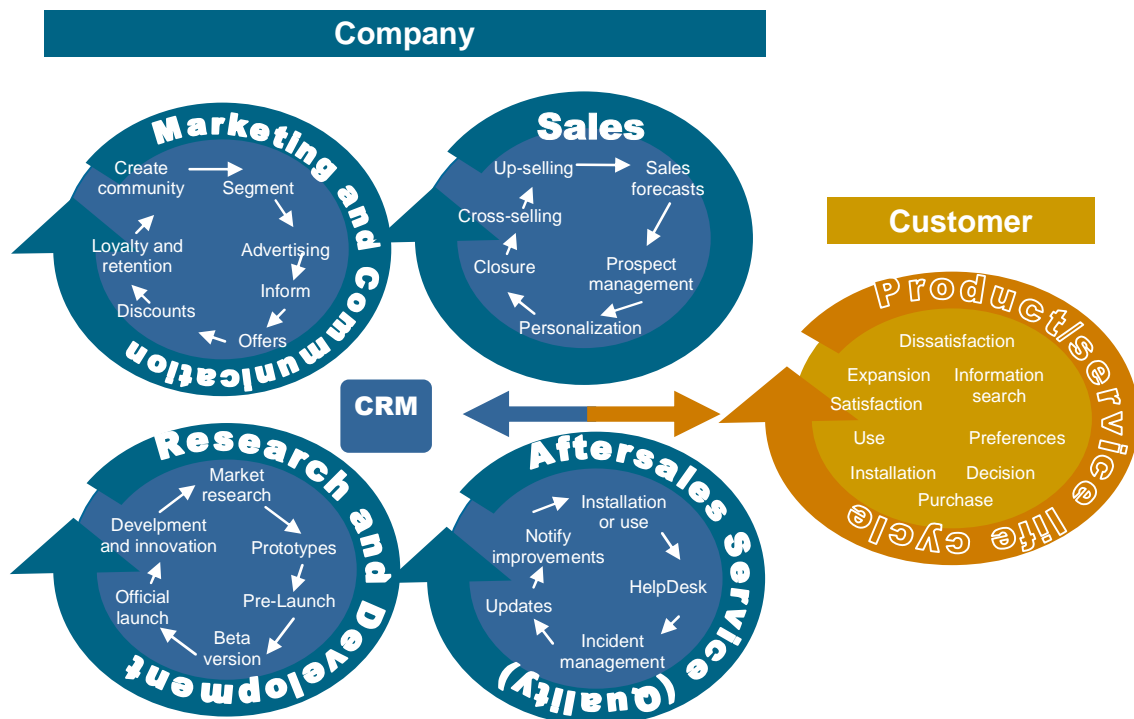 Company
Marketing and Communication
Create
community
Segment
Advertising
Inform
Offers
Discounts
Loyalty and
retention
Sales
Up-selling
Sales
forecasts
Prospect
management
Personalization
Closure
Cross-selling
CRM
Research and Development
Market
research
Prototypes
Pre-Launch
Beta
version
Official
launch
Develpment
and innovation
Aftersales Service (Quality)
Installation
or use
HelpDesk
Incident
management
Updates
Notify
improvements
Customer
Product/service life cycle
Dissatisfaction
Information
search
Preferences
Decision
Purchase
Installation
Use
Satisfaction
Expansion